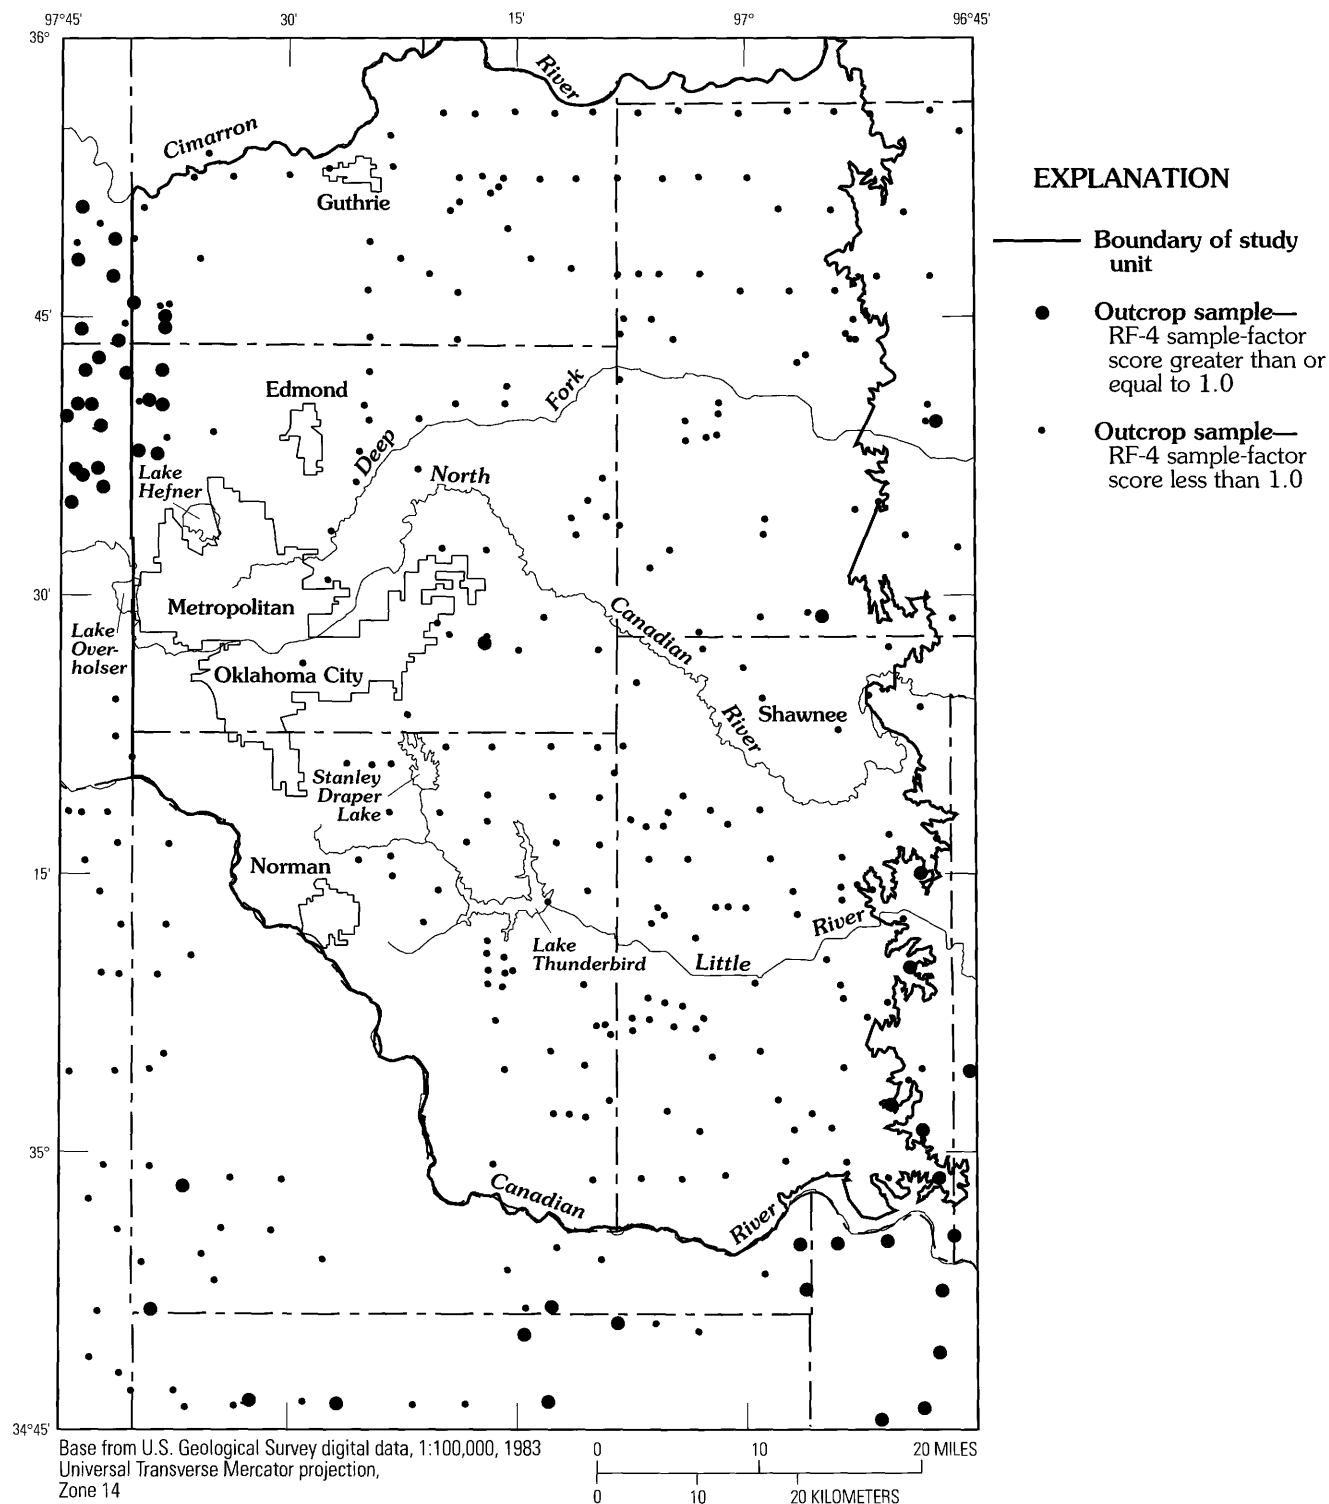 97°45'
30'
15'
97°
96°45'
36°
River
Cimarron
Guthrie
45'
Edmond
Fork
Deep
North
Lake
Hefner
30'
Metropolitan
Canadian
Lake
Over-
holser
Oklahoma City
River
Shawnee
Stanley
Draper
Lake
15'
Norman
River
Lake
Thunderbird
Little
35°
Canadian
River
34°45'
EXPLANATION
Boundary of study
unit
Outcrop sample—
RF-4 sample-factor
score greater than or
equal to 1.0
Outcrop sample—
RF-4 sample-factor
score less than 1.0
Base from U.S. Geological Survey digital data, 1:100,000, 1983
Universal Transverse Mercator projection,
Zone 14
0 10 20 MILES
0 10 20 KILOMETERS